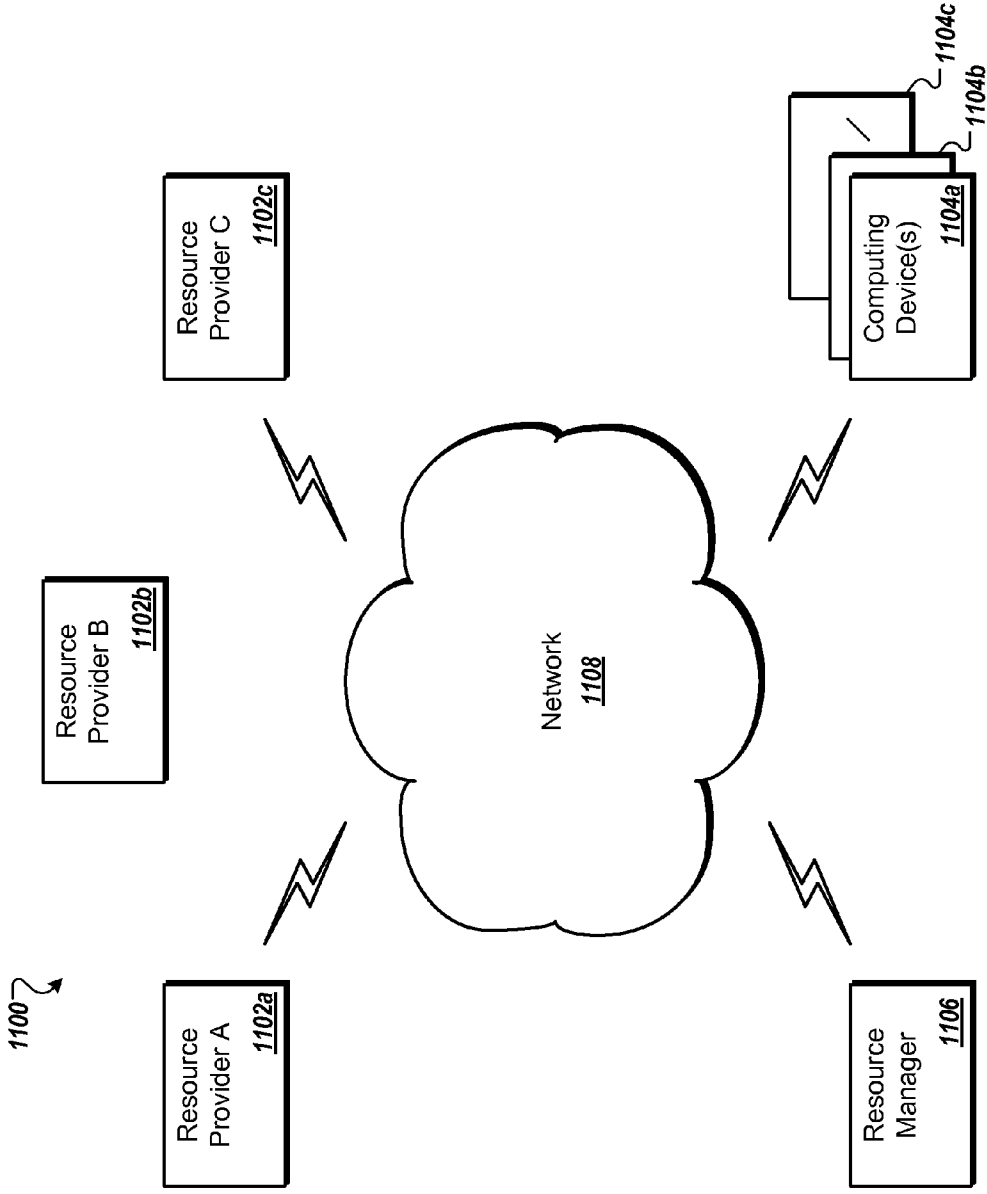 1100
Resource
Provider A
1102a
Resource
Provider B
1102b
Resource
Provider C
1102c
Network
1108
Resource
Manager
1106
Computing
Device(s)
1104a
1104b
1104c